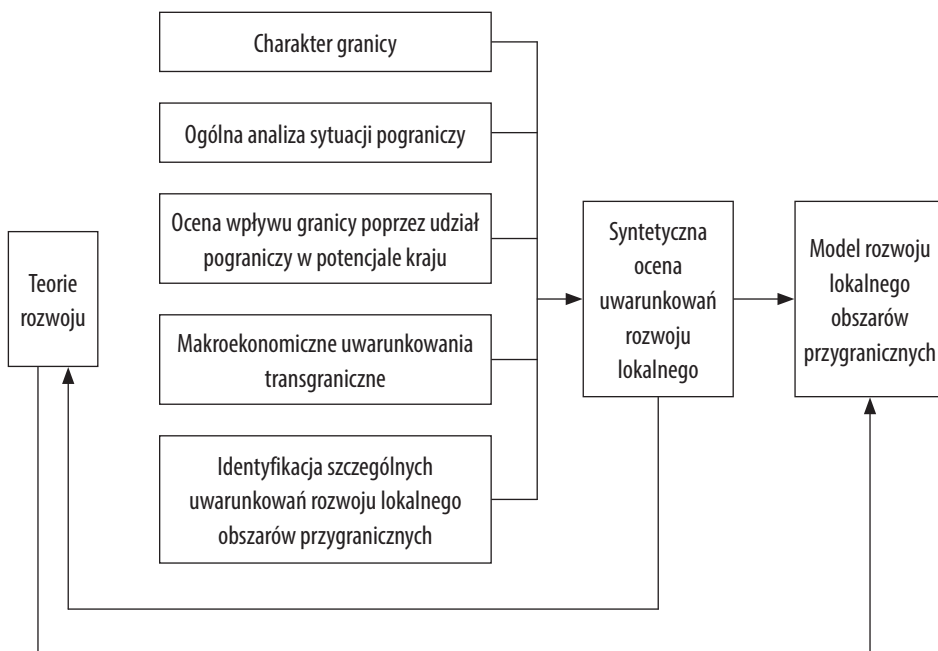 Charakter granicy
Ogólna analiza sytuacji pograniczy
Ocena wpływu granicy poprzez udział
pograniczy w potencjale kraju
Makroekonomiczne uwarunkowania
transgraniczne
Identyfikacja szczególnych
uwarunkowań rozwoju lokalnego
obszarów przygranicznych
Teorie
rozwoju
Syntetyczna
ocena
uwarunkowań
rozwoju
lokalnego
Model rozwoju
lokalnego
obszarów
przygranicznych